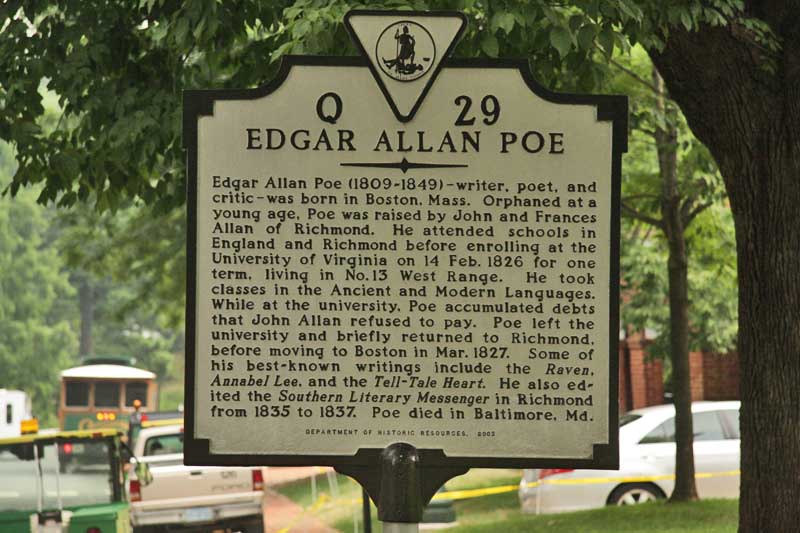 Q 29
EDGAR ALLAN POE
Edgar Allan Poe (1809-1849)-writer, poet, and
critic-was born in Boston, Mass. Orphaned at a
young age, Poe was raised by John and Frances
Allan of Richmond. He attended schools in
England and Richmond before enrolling at the
University of Virginia on 14 Feb. 1826 for one
term, living in No. 13 West Range. He took
classes in the Ancient and Modern Languages.
While at the university, Poe accumulated debts
that John Allan refused to pay. Poe left the
university and briefly returned to Richmond,
before moving to Boston in Mar. 1827. Some of
his best-known writings include the Raven,
Annabel Lee, and the Tell-Tale Heart. He also ed-
ited the Southern Literary Messenger in Richmond
from 1835 to 1837. Poe died in Baltimore, Md.
DEPARTMENT OF HISTORIC RESOURCES, 2003
FORD